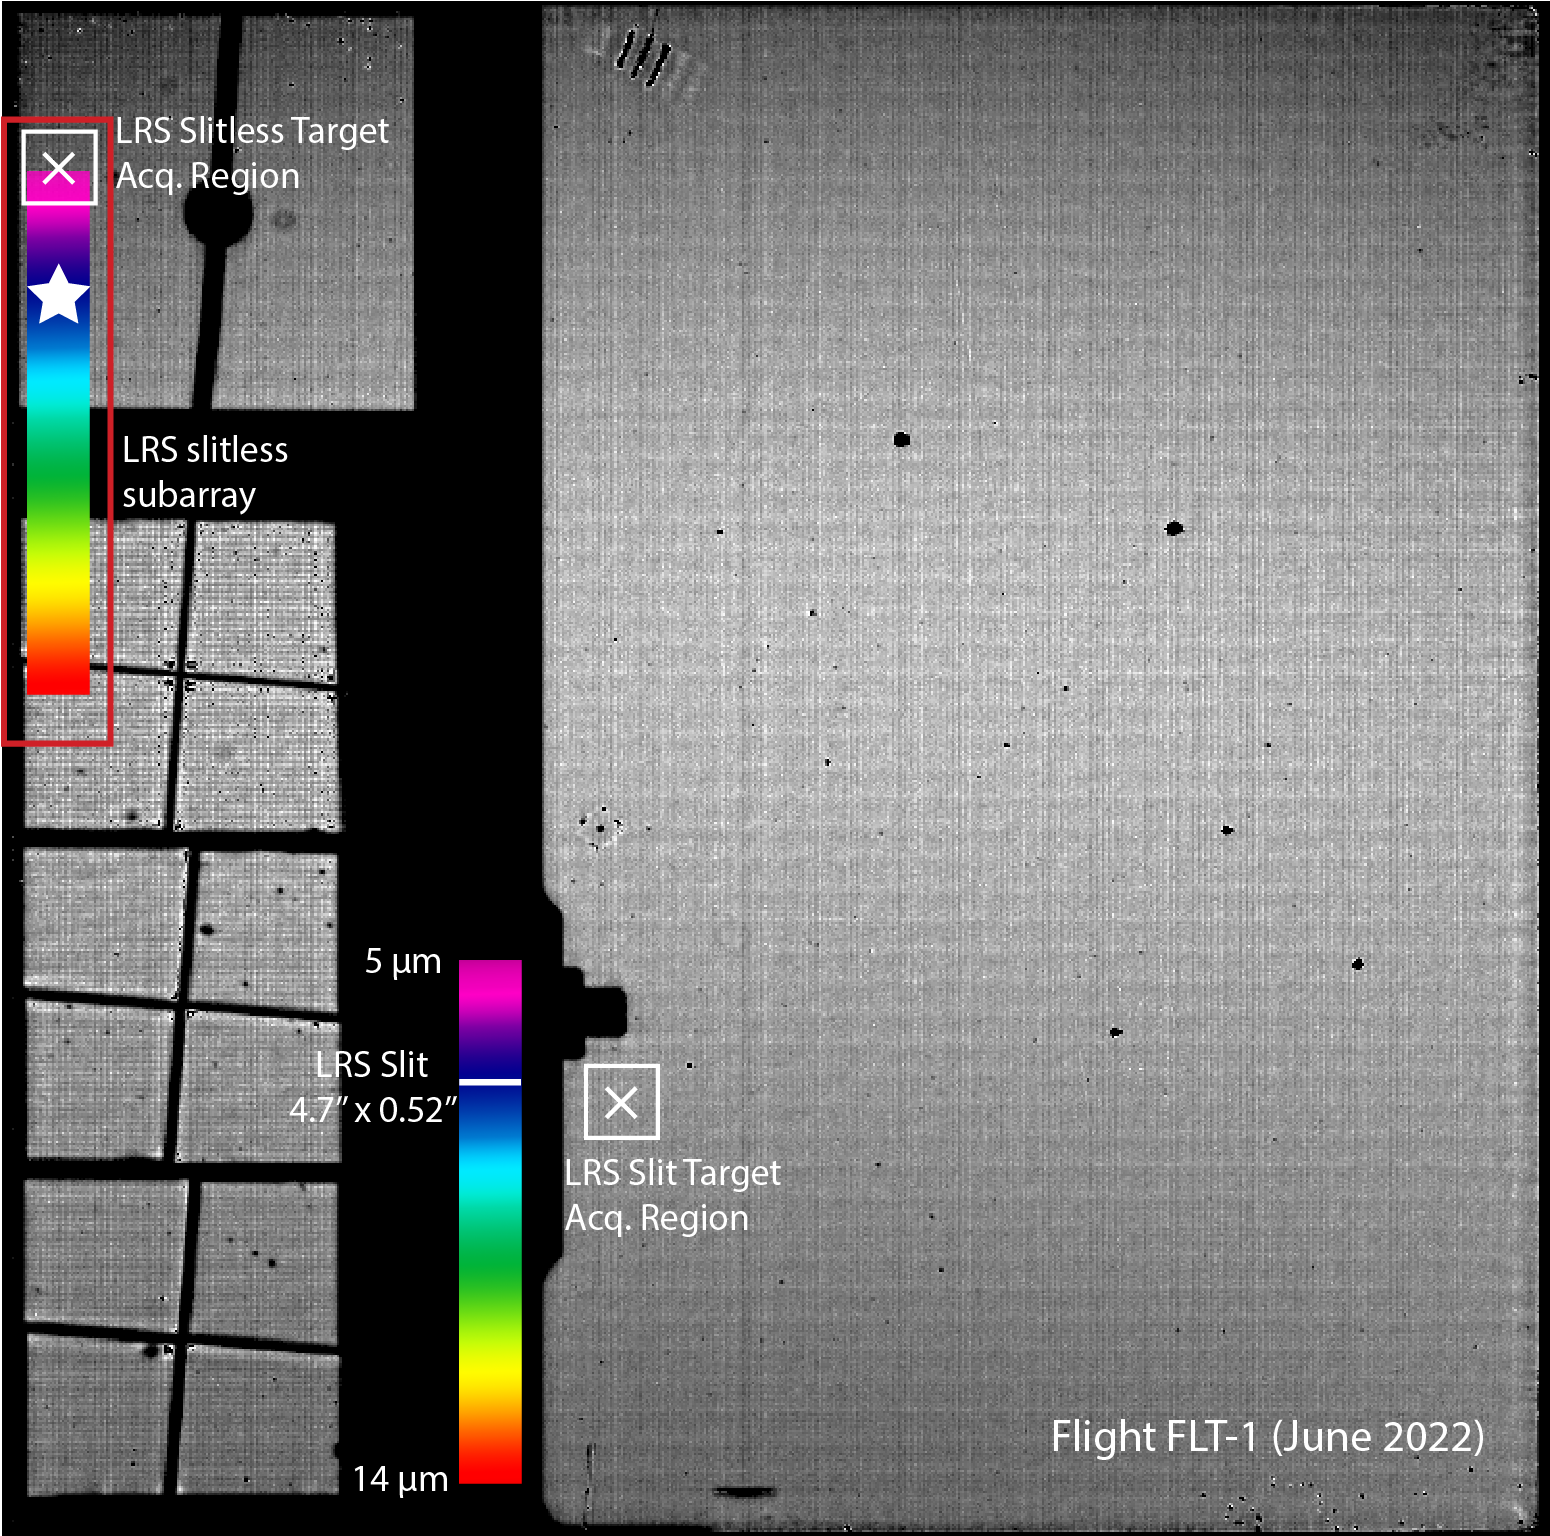 LRS Slitless Target
Acq. Region
LRS slitless
subarray
5 µm
LRS Slit
4.7” x 0.52”
LRS Slit Target
Acq. Region
14 µm
Flight FLT-1 (June 2022)